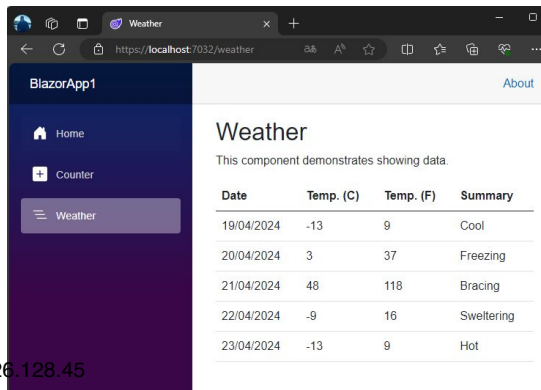 Weather
https://localhost:7032/weather
BlazorApp1
About
Home
Counter
Weather
Weather
This component demonstrates showing data.
Date Temp. (C) Temp. (F) Summary
19/04/2024 -13 9 Cool
20/04/2024 3 37 Freezing
21/04/2024 48 118 Bracing
22/04/2024 -9 16 Sweltering
23/04/2024 -13 9 Hot
6.128.45